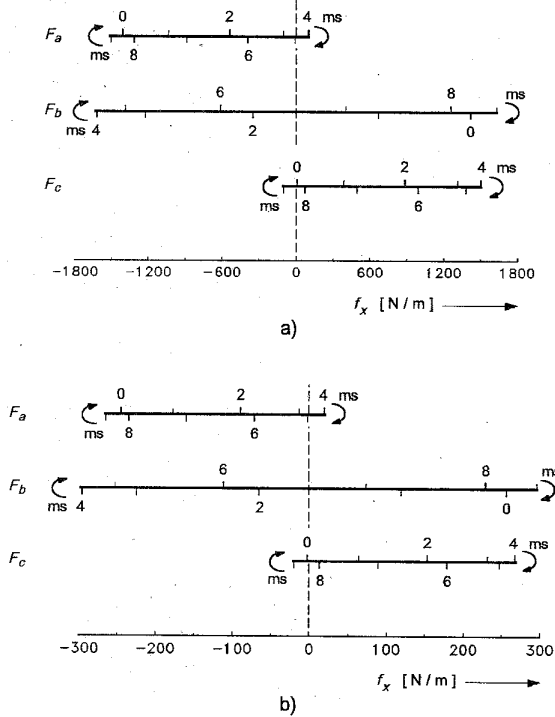 0 2 4 ms
F_a
ms 8 6
6 8 ms
F_b
ms 4 2 0
0 2 4 ms
F_c
ms 8 6
-1800 -1200 -600 0 600 1200 1800
f_x [N/m]
a)
0 2 4 ms
F_a
ms 8 6
6 8 ms
F_b
ms 4 2 0
0 2 4 ms
F_c
ms 8 6
-300 -200 -100 0 100 200 300
f_x [N/m]
b)